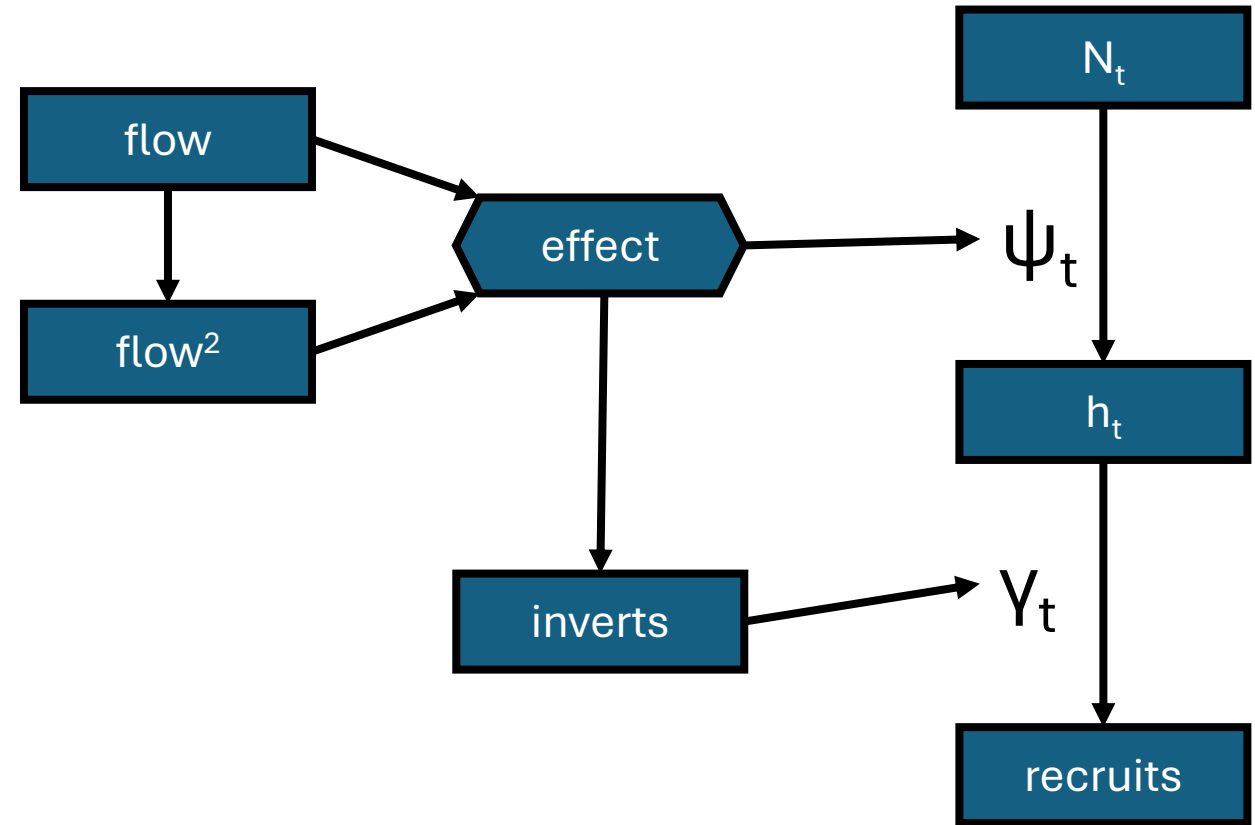 N_t
flow
effect
ψ_t
flow²
h_t
γ_t
inverts
recruits